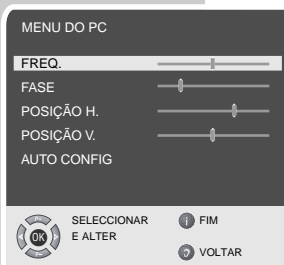 MENU DO PC
FREQ.
FASE
POSIÇÃO H.
POSIÇÃO V.
AUTO CONFIG
SELECCIONAR
E ALTER
OK
FIM
VOLTAR